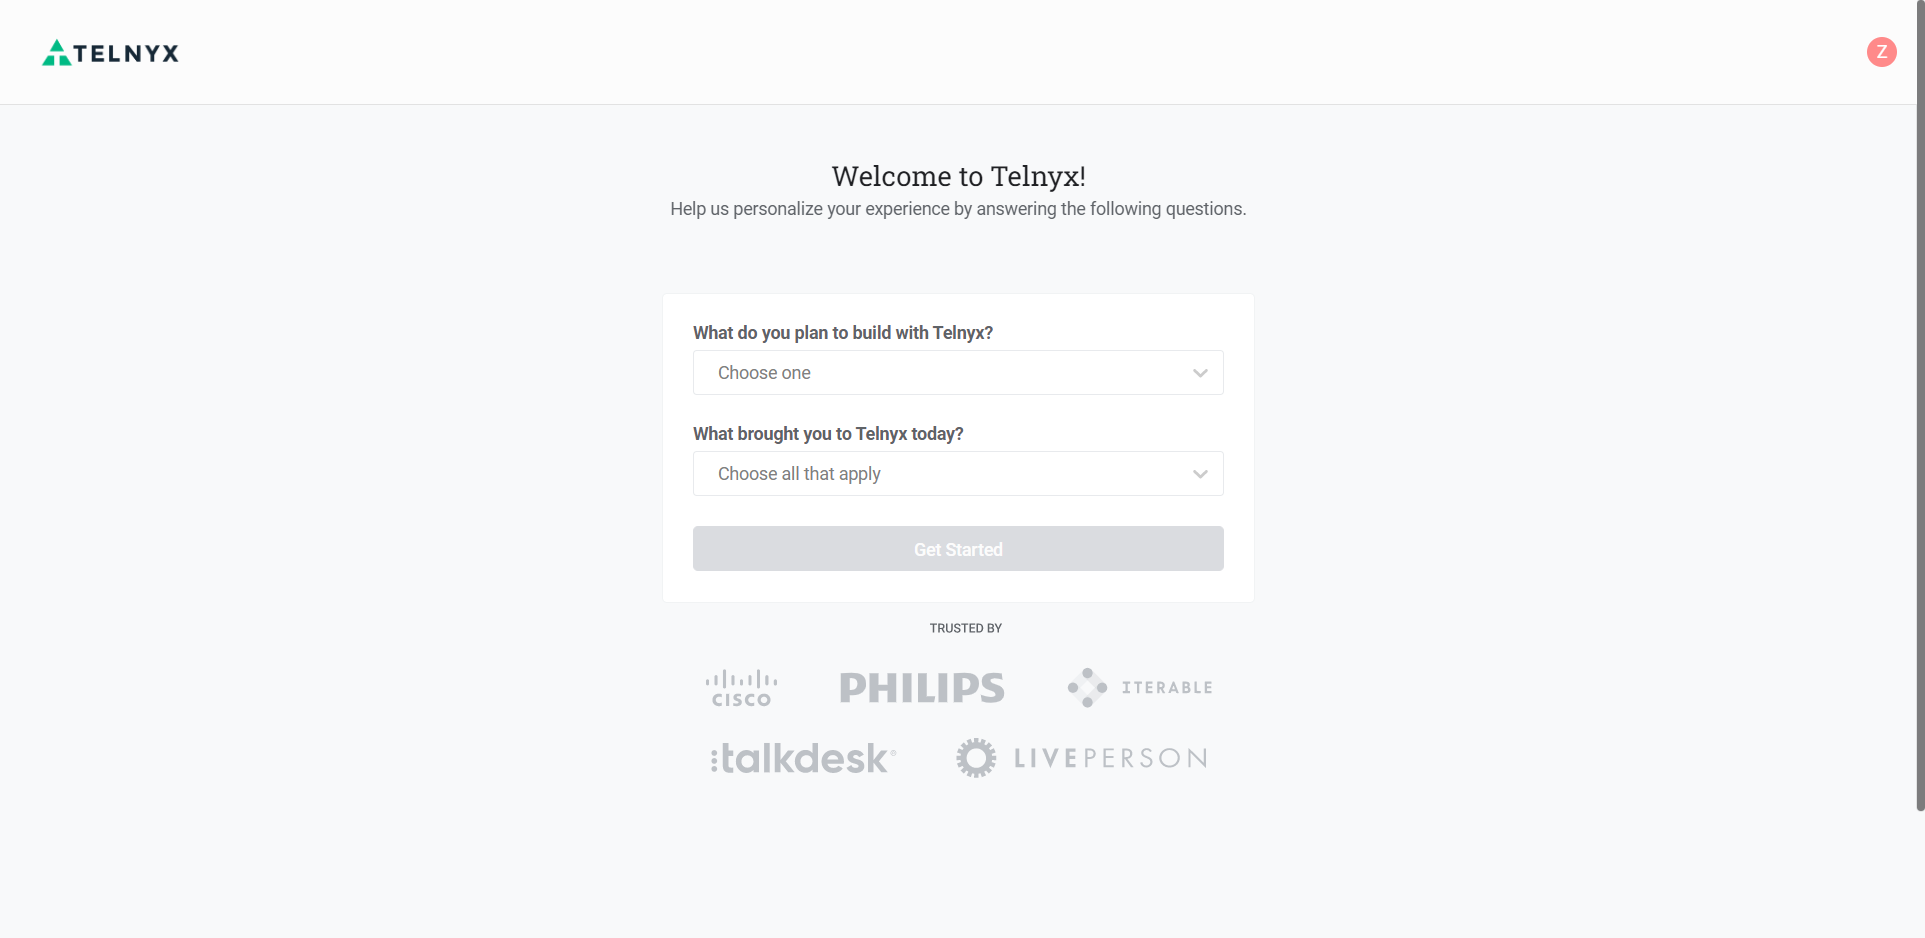 TELNYX
Z
Welcome to Telnyx!
Help us personalize your experience by answering the following questions.
What do you plan to build with Telnyx?
Choose one
What brought you to Telnyx today?
Choose all that apply
Get Started
TRUSTED BY
CISCO PHILIPS ITERABLE
:talkdesk® LIVEPERSON